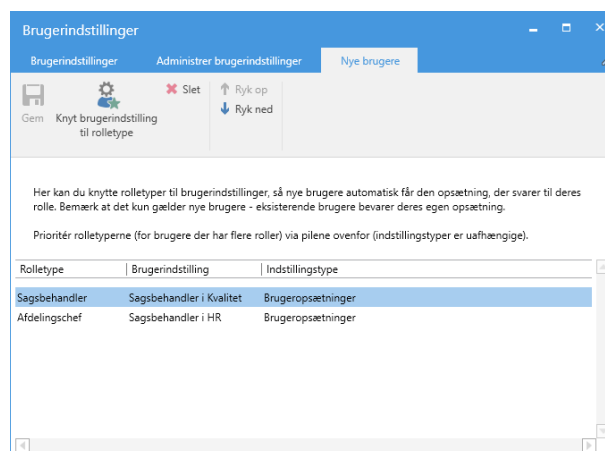 Brugerindstillinger
Brugerindstillinger Administrer brugerindstillinger Nye brugere
Gem Knyt brugerindstilling til rolletype Slet Ryk op Ryk ned
Her kan du knytte rolletyper til brugerindstillinger, så nye brugere automatisk får den opsætning, der svarer til deres
rolle. Bemærk at det kun gælder nye brugere - eksisterende brugere bevarer deres egen opsætning.
Prioritér rolletyperne (for brugere der har flere roller) via pilene ovenfor (indstillingstyper er uafhængige).
Rolletype Brugerindstilling Indstillingstype
Sagsbehandler Sagsbehandler i Kvalitet Brugeropsætninger
Afdelingschef Sagsbehandler i HR Brugeropsætninger